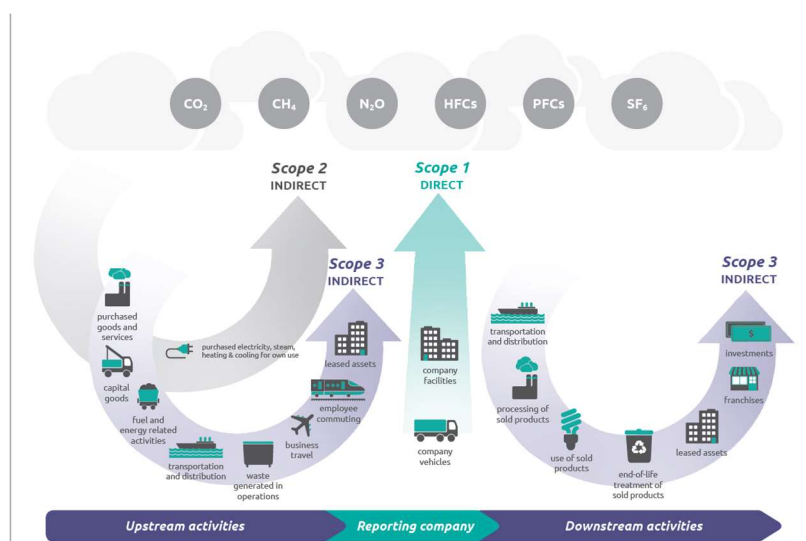 CO₂
CH₄
N₂O
HFCs
PFCs
SF₆
Scope 2
INDIRECT
Scope 1
DIRECT
Scope 3
INDIRECT
Scope 3
INDIRECT
purchased
goods and
services
capital
goods
fuel and
energy related
activities
transportation
and distribution
waste
generated in
operations
business
travel
employee
commuting
leased assets
purchased electricity, steam,
heating & cooling for own use
company
facilities
company
vehicles
transportation
and distribution
processing of
sold products
use of sold
products
end-of-life
treatment of
sold products
leased assets
franchises
$
investments
Upstream activities
Reporting company
Downstream activities